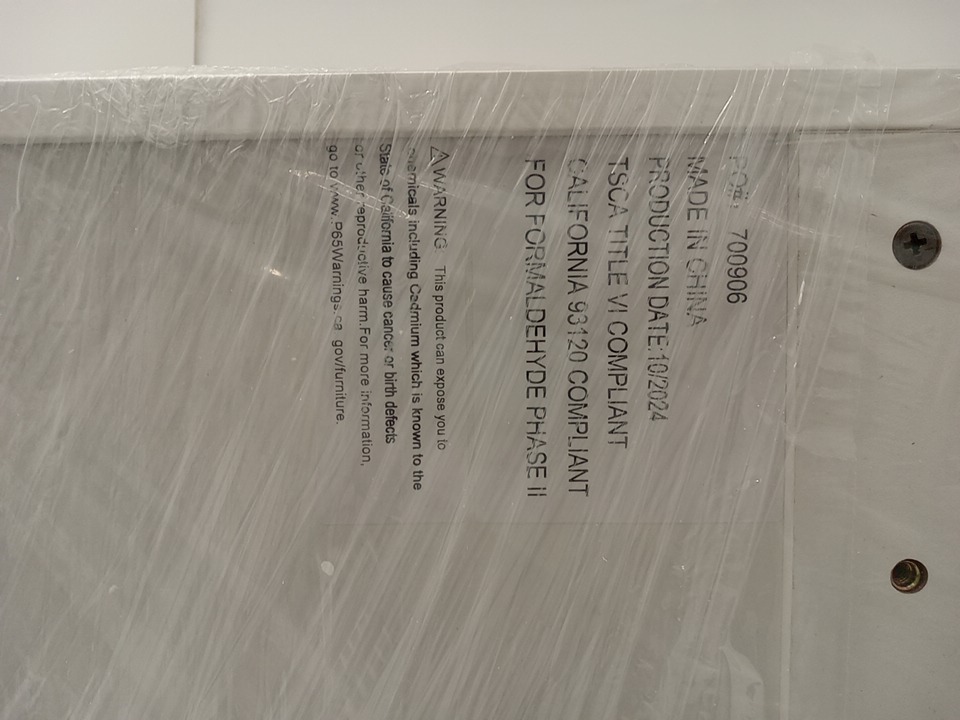 PO#: 700906
MADE IN CHINA
PRODUCTION DATE:10/2024
TSCA TITLE VI COMPLIANT
CALIFORNIA 93120 COMPLIANT
FOR FORMALDEHYDE PHASE II
⚠WARNING: This product can expose you to
chemicals including Cadmium which is known to the
State of California to cause cancer or birth defects
or other reproductive harm.For more information,
go to www.P65Warnings.ca.gov/furniture.